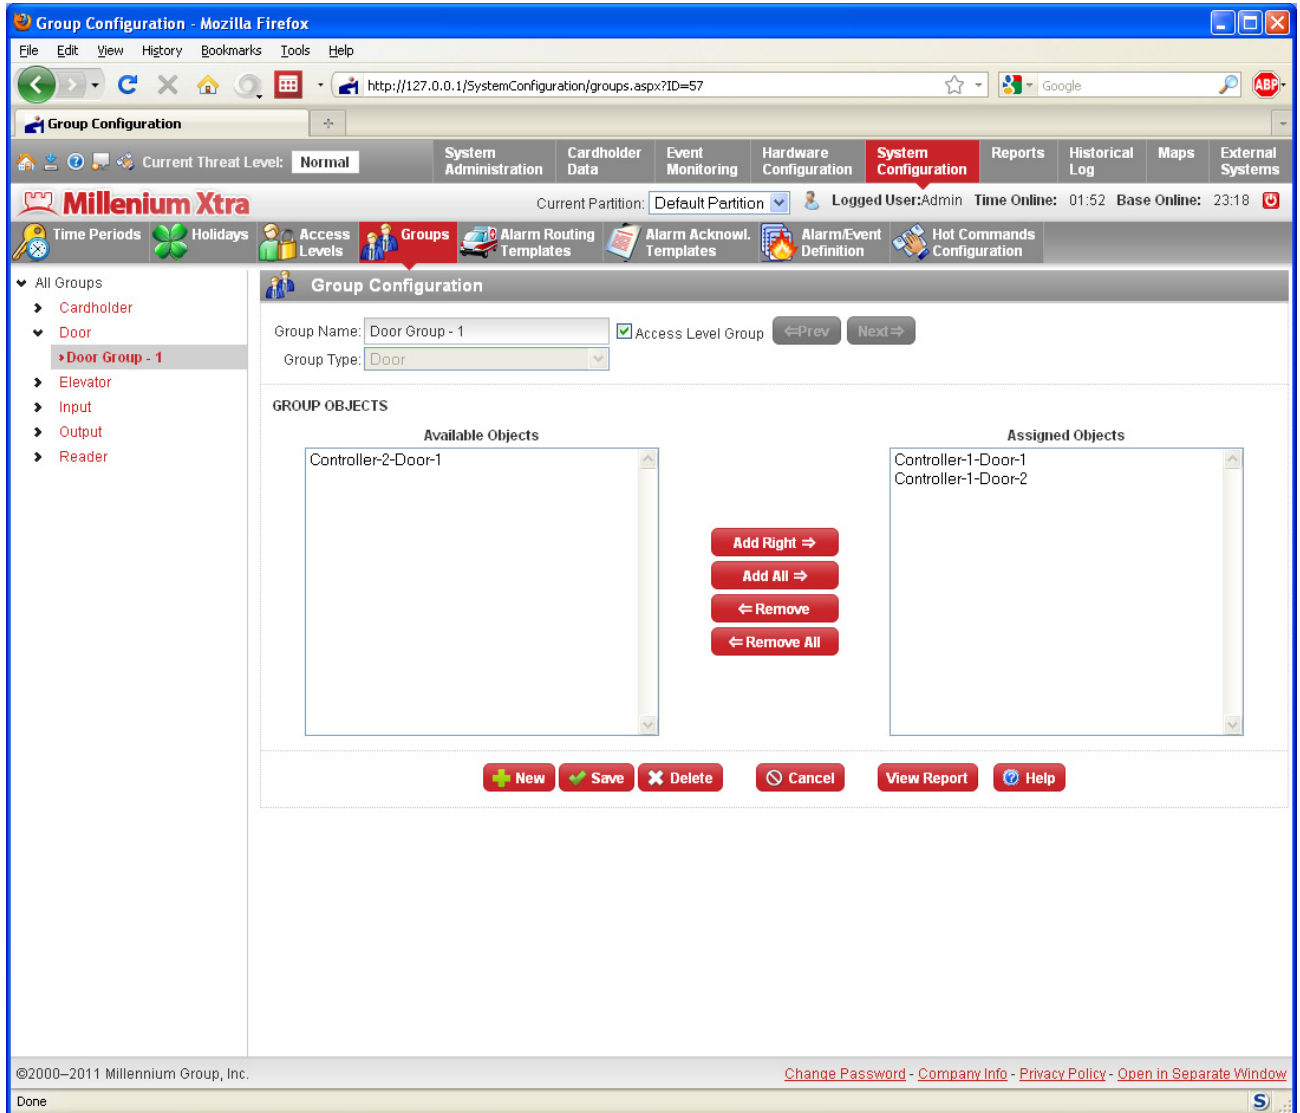 Group Configuration - Mozilla Firefox
File Edit View History Bookmarks Tools Help
http://127.0.0.1/SystemConfiguration/groups.aspx?ID=57 Google ABP
Group Configuration
Current Threat Level: Normal System Administration Cardholder Data Event Monitoring Hardware Configuration System Configuration Reports Historical Log Maps External Systems
Millenium Xtra Current Partition: Default Partition Logged User:Admin Time Online: 01:52 Base Online: 23:18
Time Periods Holidays Access Levels Groups Alarm Routing Templates Alarm Acknowl. Templates Alarm/Event Definition Hot Commands Configuration
All Groups
Cardholder
Door
Door Group - 1
Elevator
Input
Output
Reader
Group Configuration
Group Name: Door Group - 1 Access Level Group ⇐Prev Next⇒
Group Type: Door
GROUP OBJECTS
Available Objects
Controller-2-Door-1
Add Right ⇒
Add All ⇒
⇐ Remove
⇐ Remove All
Assigned Objects
Controller-1-Door-1
Controller-1-Door-2
New Save Delete Cancel View Report Help
©2000–2011 Millennium Group, Inc. Change Password - Company Info - Privacy Policy - Open in Separate Window
Done S